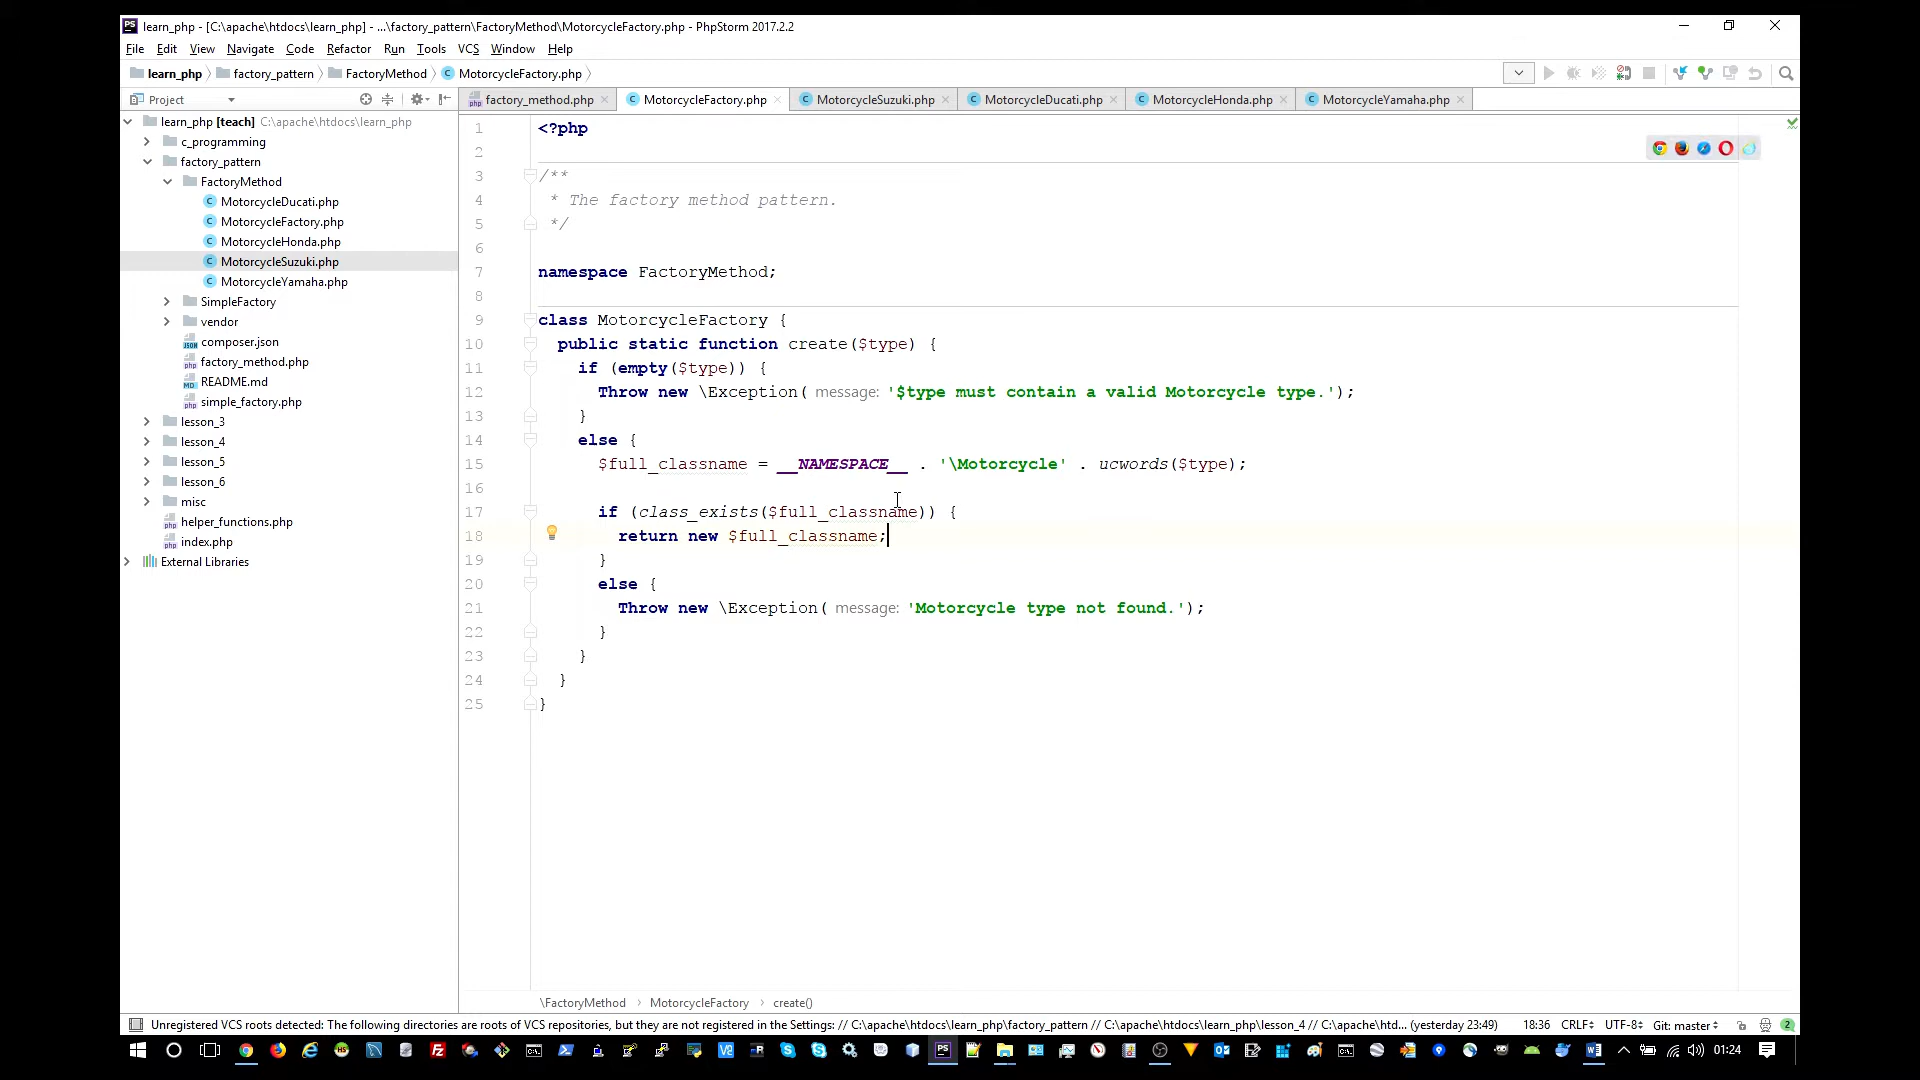 learn_php - [C:\apache\htdocs\learn_php] - ...\factory_pattern\FactoryMethod\MotorcycleFactory.php - PhpStorm 2017.2.2
File Edit View Navigate Code Refactor Run Tools VCS Window Help
learn_php factory_pattern FactoryMethod MotorcycleFactory.php
Project
factory_method.php MotorcycleFactory.php MotorcycleSuzuki.php MotorcycleDucati.php MotorcycleHonda.php MotorcycleYamaha.php
learn_php [teach] C:\apache\htdocs\learn_php
c_programming
factory_pattern
FactoryMethod
MotorcycleDucati.php
MotorcycleFactory.php
MotorcycleHonda.php
MotorcycleSuzuki.php
MotorcycleYamaha.php
SimpleFactory
vendor
composer.json
factory_method.php
README.md
simple_factory.php
lesson_3
lesson_4
lesson_5
lesson_6
misc
helper_functions.php
index.php
External Libraries
1 <?php
2
3 /**
4 * The factory method pattern.
5 */
6
7 namespace FactoryMethod;
8
9 class MotorcycleFactory {
10 public static function create($type) {
11 if (empty($type)) {
12 Throw new \Exception( message: '$type must contain a valid Motorcycle type.');
13 }
14 else {
15 $full_classname = __NAMESPACE__ . '\Motorcycle' . ucwords($type);
16
17 if (class_exists($full_classname)) {
18 return new $full_classname;
19 }
20 else {
21 Throw new \Exception( message: 'Motorcycle type not found.');
22 }
23 }
24 }
25 }
\FactoryMethod MotorcycleFactory create()
Unregistered VCS roots detected: The following directories are roots of VCS repositories, but they are not registered in the Settings: // C:\apache\htdocs\learn_php\factory_pattern // C:\apache\htdocs\learn_php\lesson_4 // C:\apache\htd... (yesterday 23:49) 18:36 CRLF UTF-8 Git: master 2
01:24